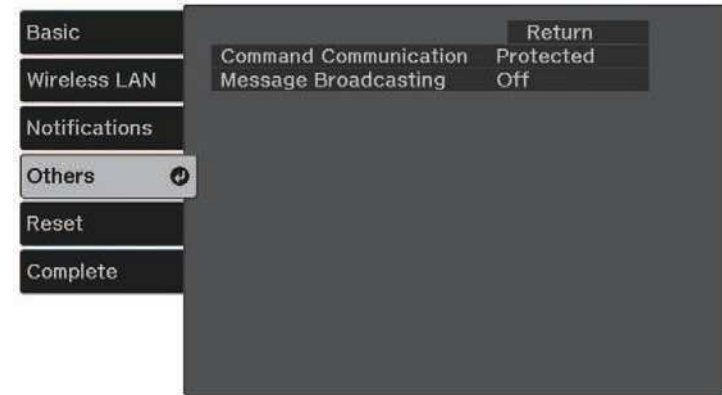 Basic
Wireless LAN
Notifications
Others
Reset
Complete
Return
Command Communication Protected
Message Broadcasting Off